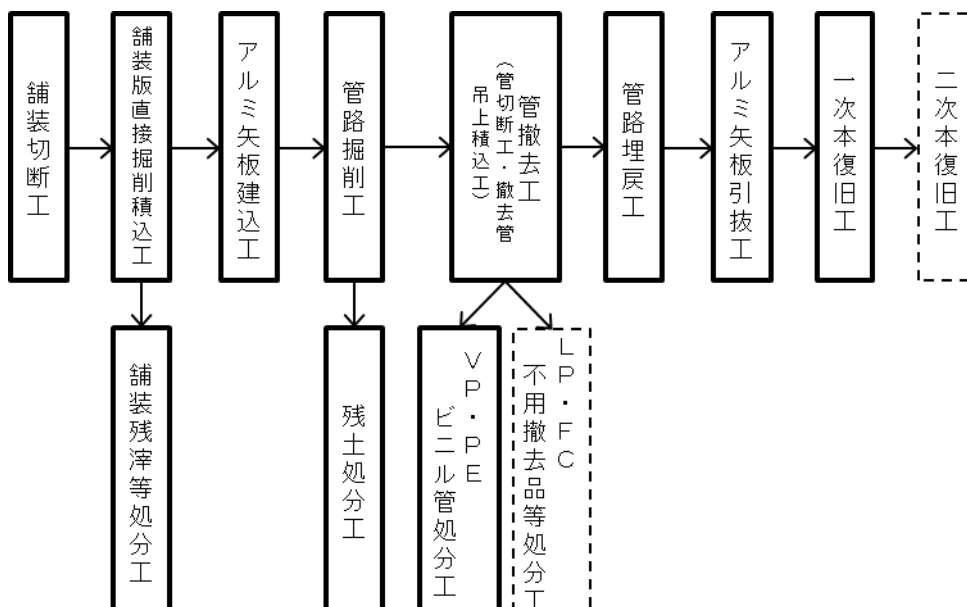 舗装切断工
舗装版直接掘削積込工
アルミ矢板建込工
管路掘削工
管撤去工
（管切断工・撤去管
吊上積込工）
管路埋戻工
アルミ矢板引抜工
一次本復旧工
二次本復旧工
舗装残滓等処分工
残土処分工
ＶＰ・ＰＥ
ビニル管処分工
ＬＰ・ＦＣ
不用撤去品等処分工